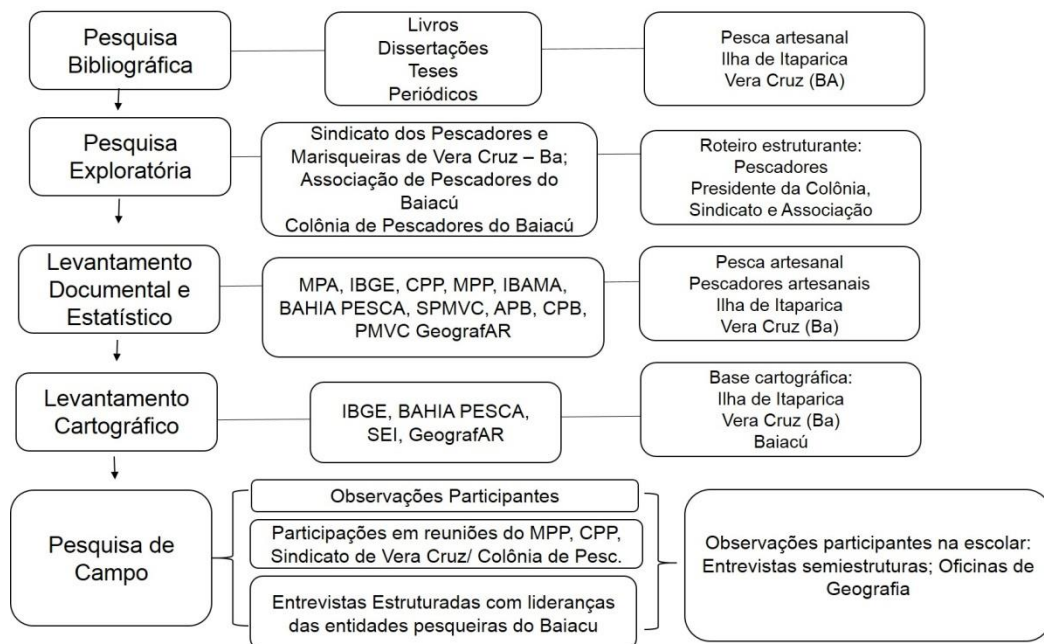 Pesquisa
Bibliográfica
Livros
Dissertações
Teses
Periódicos
Pesca artesanal
Ilha de Itaparica
Vera Cruz (BA)
Pesquisa
Exploratória
Sindicato dos Pescadores e
Marisqueiras de Vera Cruz – Ba;
Associação de Pescadores do
Baiacú
Colônia de Pescadores do Baiacú
Roteiro estruturante:
Pescadores
Presidente da Colônia,
Sindicato e Associação
Levantamento
Documental e
Estatístico
MPA, IBGE, CPP, MPP, IBAMA,
BAHIA PESCA, SPMVC, APB, CPB,
PMVC GeografAR
Pesca artesanal
Pescadores artesanais
Ilha de Itaparica
Vera Cruz (Ba)
Levantamento
Cartográfico
IBGE, BAHIA PESCA,
SEI, GeografAR
Base cartográfica:
Ilha de Itaparica
Vera Cruz (Ba)
Baiacú
Pesquisa de
Campo
Observações Participantes
Participações em reuniões do MPP, CPP,
Sindicato de Vera Cruz/ Colônia de Pesc.
Entrevistas Estruturadas com lideranças
das entidades pesqueiras do Baiacu
Observações participantes na escolar:
Entrevistas semiestruturas; Oficinas de
Geografia